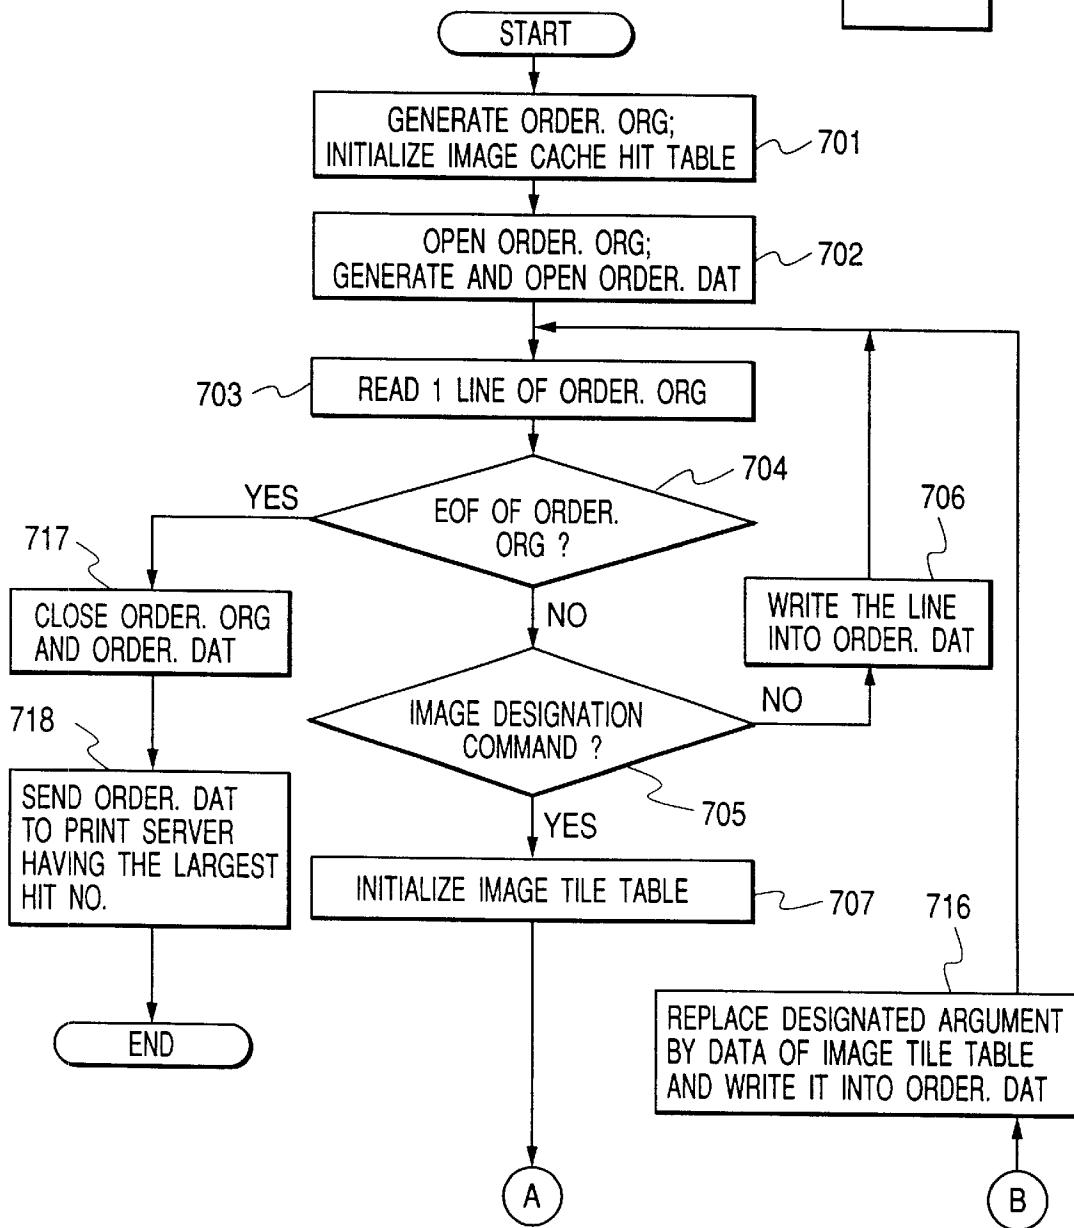 START
GENERATE ORDER. ORG;
INITIALIZE IMAGE CACHE HIT TABLE
701
OPEN ORDER. ORG;
GENERATE AND OPEN ORDER. DAT
702
703
READ 1 LINE OF ORDER. ORG
704
YES
EOF OF ORDER.
ORG ?
706
717
CLOSE ORDER. ORG
AND ORDER. DAT
NO
WRITE THE LINE
INTO ORDER. DAT
718
IMAGE DESIGNATION
COMMAND ?
NO
705
SEND ORDER. DAT
TO PRINT SERVER
HAVING THE LARGEST
HIT NO.
YES
INITIALIZE IMAGE TILE TABLE
707
716
END
REPLACE DESIGNATED ARGUMENT
BY DATA OF IMAGE TILE TABLE
AND WRITE IT INTO ORDER. DAT
A
B